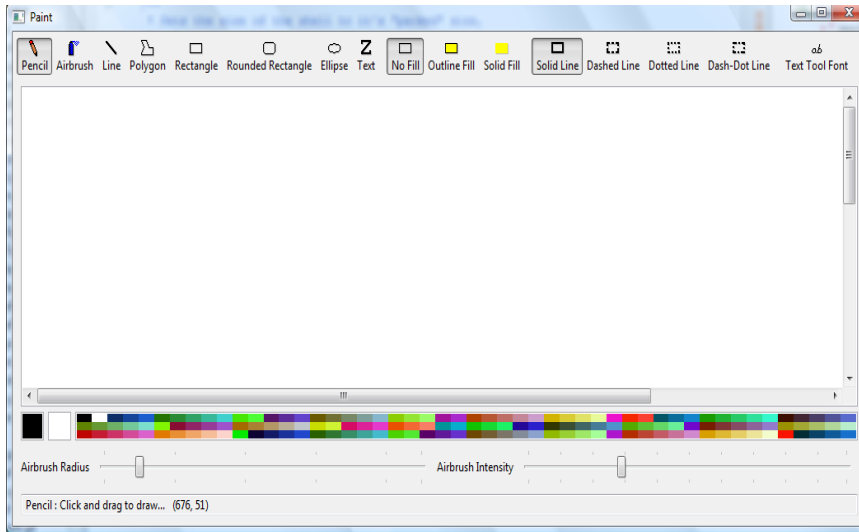 Paint
Z
ab
Pencil Airbrush Line Polygon Rectangle Rounded Rectangle Ellipse Text No Fill Outline Fill Solid Fill Solid Line Dashed Line Dotted Line Dash-Dot Line Text Tool Font
Airbrush Radius Airbrush Intensity
Pencil : Click and drag to draw... (676, 51)